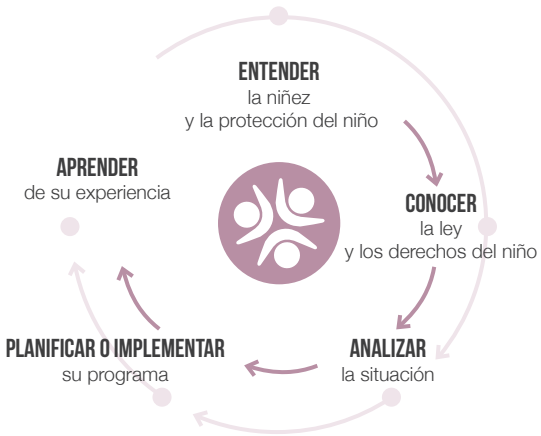 ENTENDER
la niñez
y la protección del niño
CONOCER
la ley
y los derechos del niño
ANALIZAR
la situación
PLANIFICAR O IMPLEMENTAR
su programa
APRENDER
de su experiencia